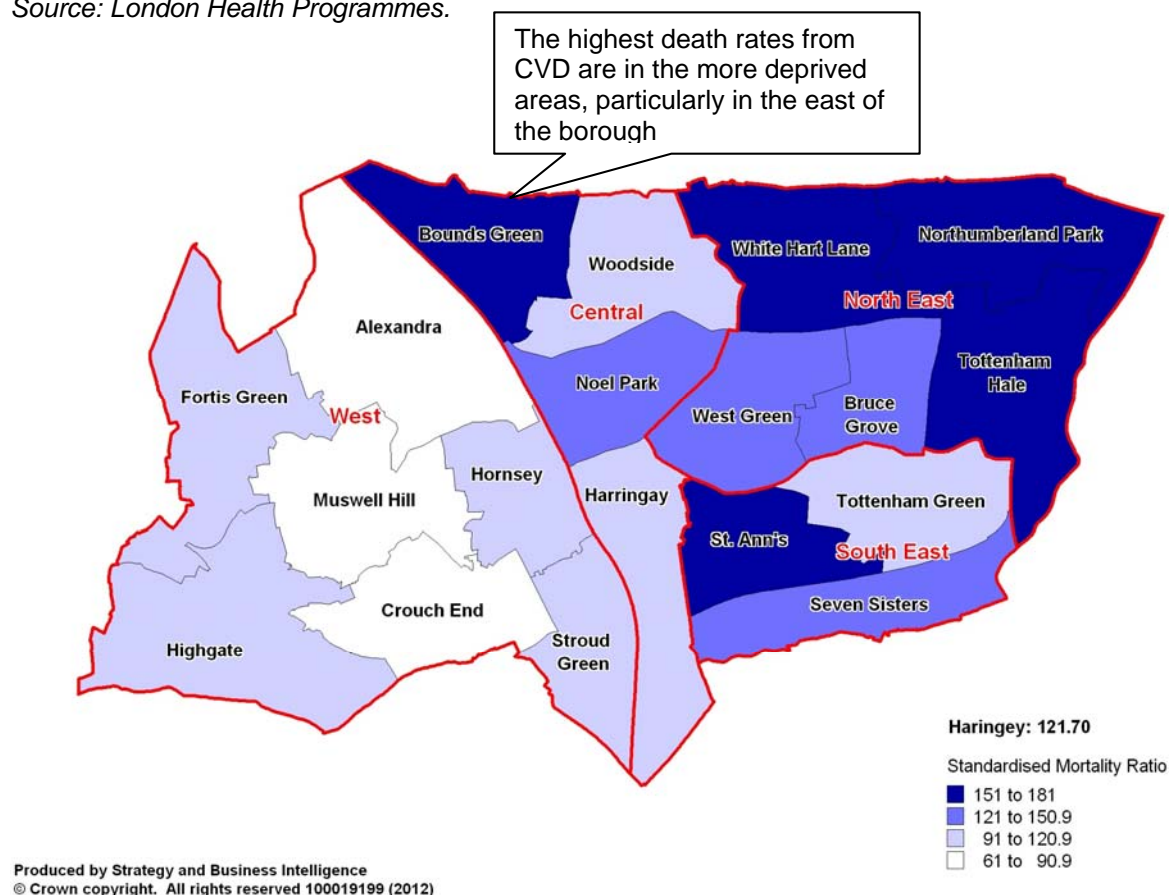 Source: London Health Programmes.
The highest death rates from
CVD are in the more deprived
areas, particularly in the east of
the borough
Bounds Green
White Hart Lane
Northumberland Park
Woodside
Central
North East
Alexandra
Tottenham
Hale
Noel Park
Fortis Green
West
West Green
Bruce
Grove
Hornsey
Harringay
Muswell Hill
Tottenham Green
St. Ann's
South East
Crouch End
Seven Sisters
Highgate
Stroud
Green
Haringey: 121.70
Standardised Mortality Ratio
151 to 181
121 to 150.9
91 to 120.9
61 to 90.9
Produced by Strategy and Business Intelligence
© Crown copyright. All rights reserved 100019199 (2012)